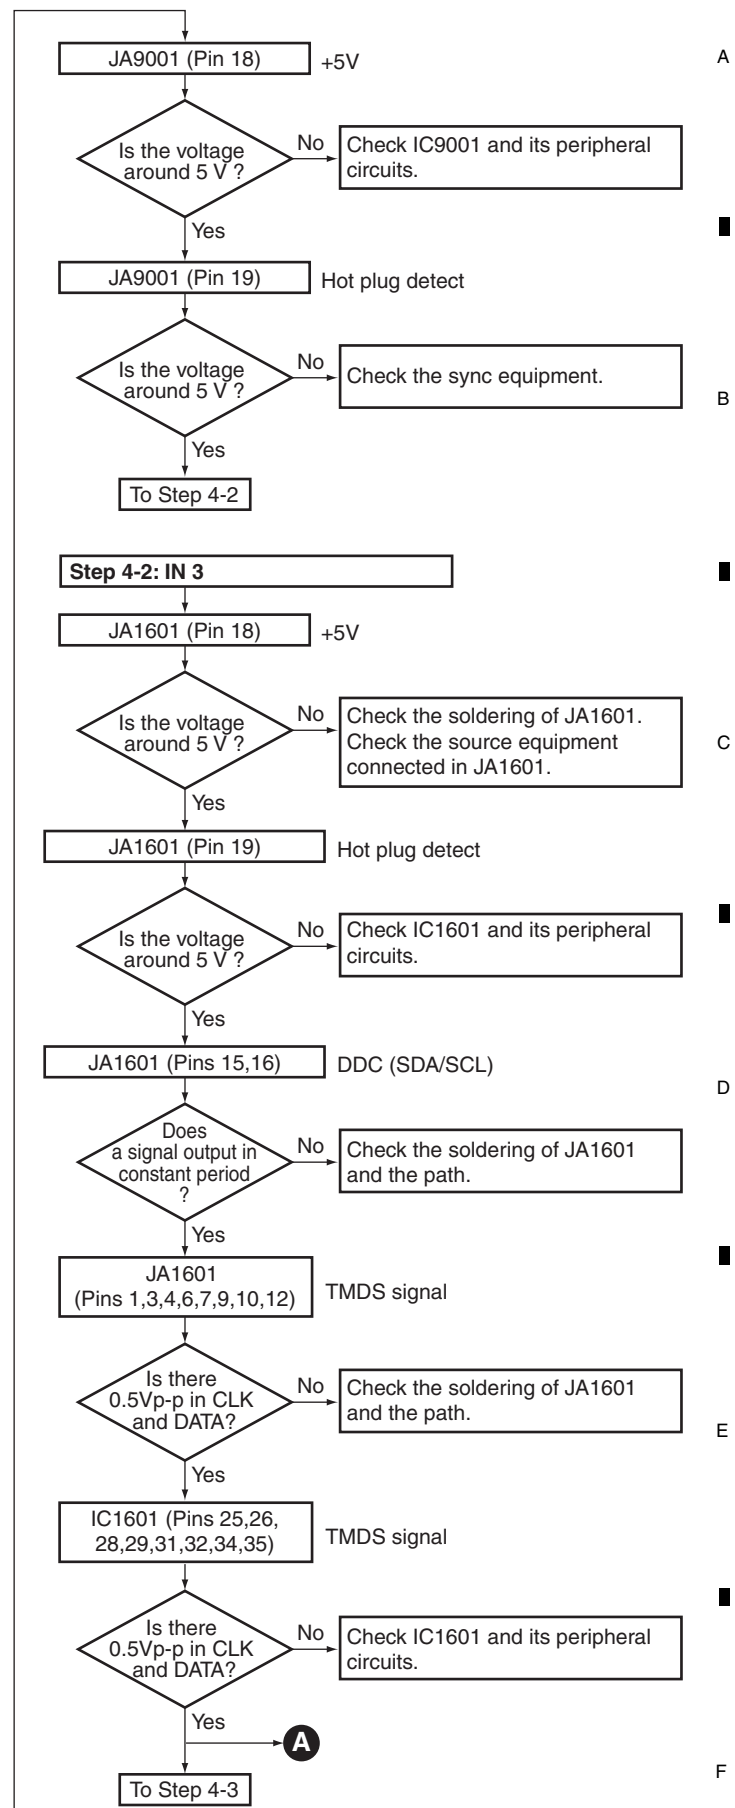 JA9001 (Pin 18)
+5V
A
Is the voltage
around 5 V ?
No
Check IC9001 and its peripheral
circuits.
Yes
JA9001 (Pin 19)
Hot plug detect
Is the voltage
around 5 V ?
No
Check the sync equipment.
B
Yes
To Step 4-2
Step 4-2: IN 3
JA1601 (Pin 18)
+5V
Is the voltage
around 5 V ?
No
Check the soldering of JA1601.
Check the source equipment
connected in JA1601.
C
Yes
JA1601 (Pin 19)
Hot plug detect
Is the voltage
around 5 V ?
No
Check IC1601 and its peripheral
circuits.
Yes
JA1601 (Pins 15,16)
DDC (SDA/SCL)
D
Does
a signal output in
constant period
?
No
Check the soldering of JA1601
and the path.
Yes
JA1601
(Pins 1,3,4,6,7,9,10,12)
TMDS signal
Is there
0.5Vp-p in CLK
and DATA?
No
Check the soldering of JA1601
and the path.
E
Yes
IC1601 (Pins 25,26,
28,29,31,32,34,35)
TMDS signal
Is there
0.5Vp-p in CLK
and DATA?
No
Check IC1601 and its peripheral
circuits.
Yes
A
To Step 4-3
F